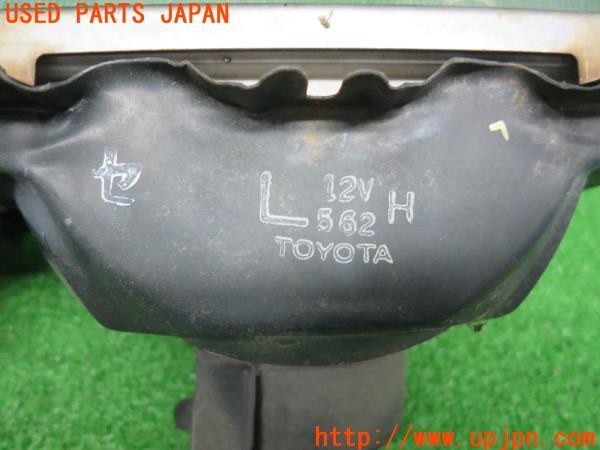 USED PARTS JAPAN
セ
L 12V H
562
TOYOTA
http://www.upjpn.com